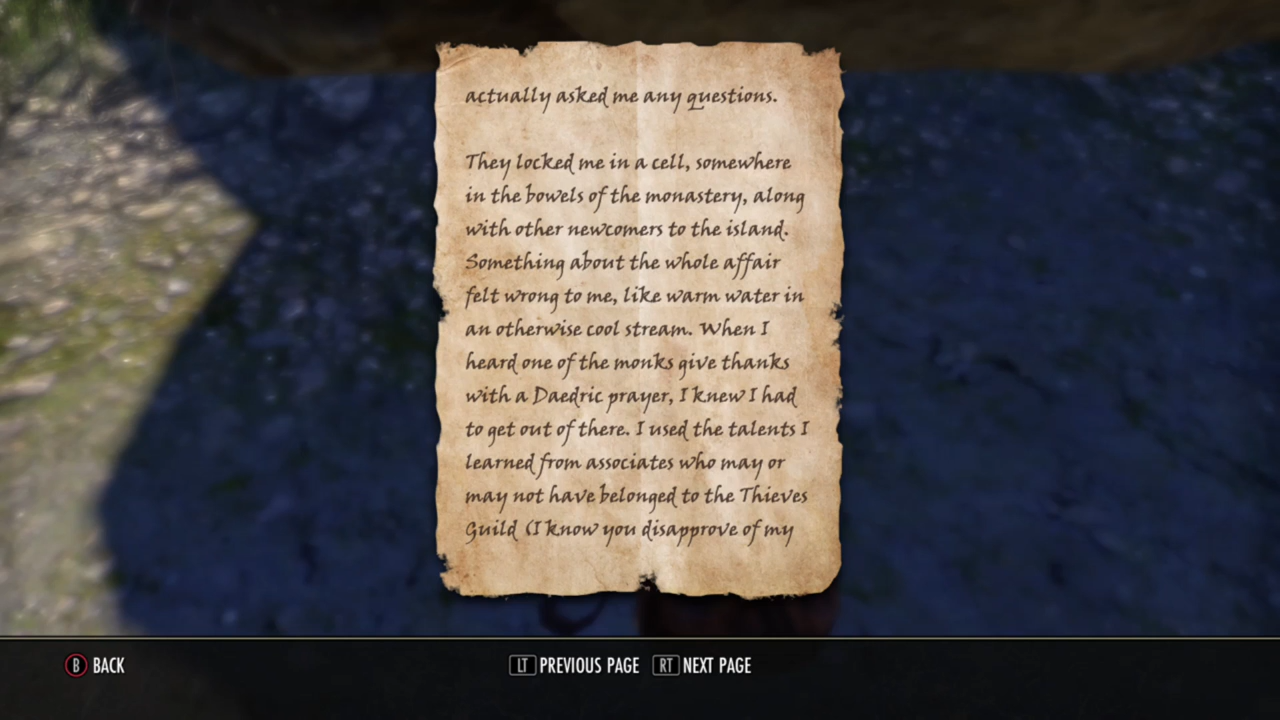 actually asked me any questions.
They locked me in a cell, somewhere
in the bowels of the monastery, along
with other newcomers to the island.
Something about the whole affair
felt wrong to me, like warm water in
an otherwise cool stream. When I
heard one of the monks give thanks
with a Daedric prayer, I knew I had
to get out of there. I used the talents I
learned from associates who may or
may not have belonged to the Thieves
Guild (I know you disapprove of my
B BACK
LT PREVIOUS PAGE RT NEXT PAGE